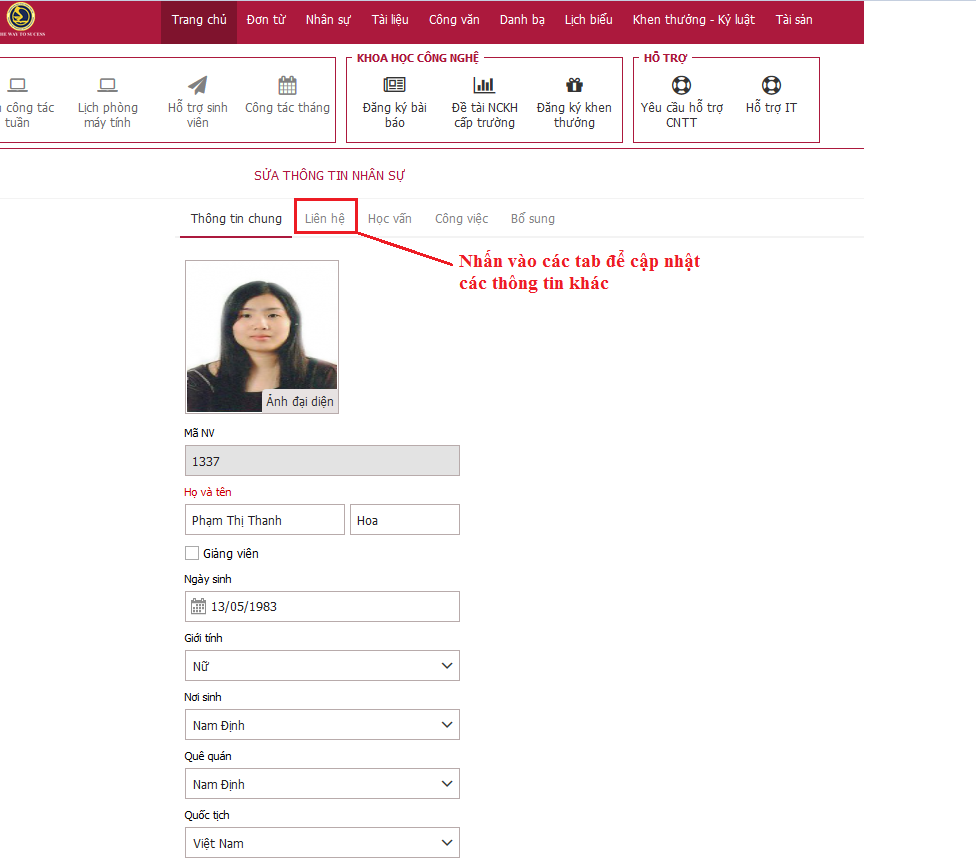 THE WAY TO SUCESS
Trang chủ Đơn từ Nhân sự Tài liệu Công văn Danh bạ Lịch biểu Khen thưởng - Kỷ luật Tài sản
KHOA HỌC CÔNG NGHỆ HỖ TRỢ
công tác Lịch phòng Hỗ trợ sinh Công tác tháng Đăng ký bài Đề tài NCKH Đăng ký khen Yêu cầu hỗ trợ Hỗ trợ IT
tuần máy tính viên báo cấp trường thưởng CNTT
SỬA THÔNG TIN NHÂN SỰ
Thông tin chung Liên hệ Học vấn Công việc Bổ sung
Nhấn vào các tab để cập nhật
các thông tin khác
Ảnh đại diện
Mã NV
1337
Họ và tên
Phạm Thị Thanh Hoa
Giảng viên
Ngày sinh
13/05/1983
Giới tính
Nữ
Nơi sinh
Nam Định
Quê quán
Nam Định
Quốc tịch
Việt Nam